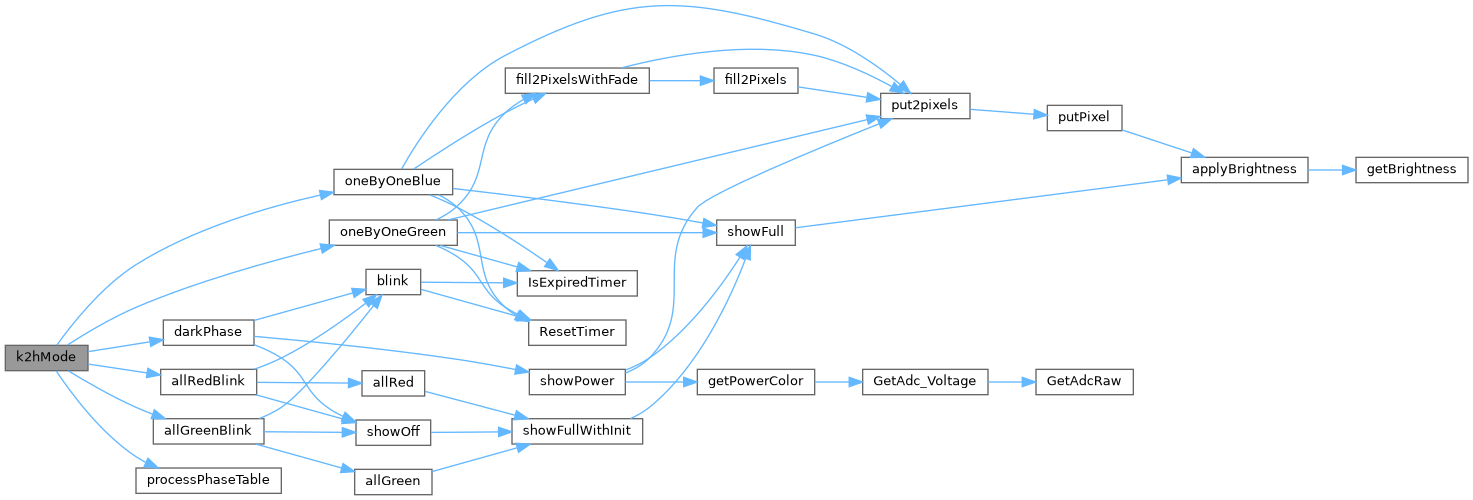 fill2PixelsWithFade
fill2Pixels
put2pixels
putPixel
applyBrightness
getBrightness
oneByOneBlue
oneByOneGreen
showFull
blink
IsExpiredTimer
darkPhase
ResetTimer
k2hMode
allRedBlink
allRed
showPower
getPowerColor
GetAdc_Voltage
GetAdcRaw
allGreenBlink
showOff
showFullWithInit
processPhaseTable
allGreen